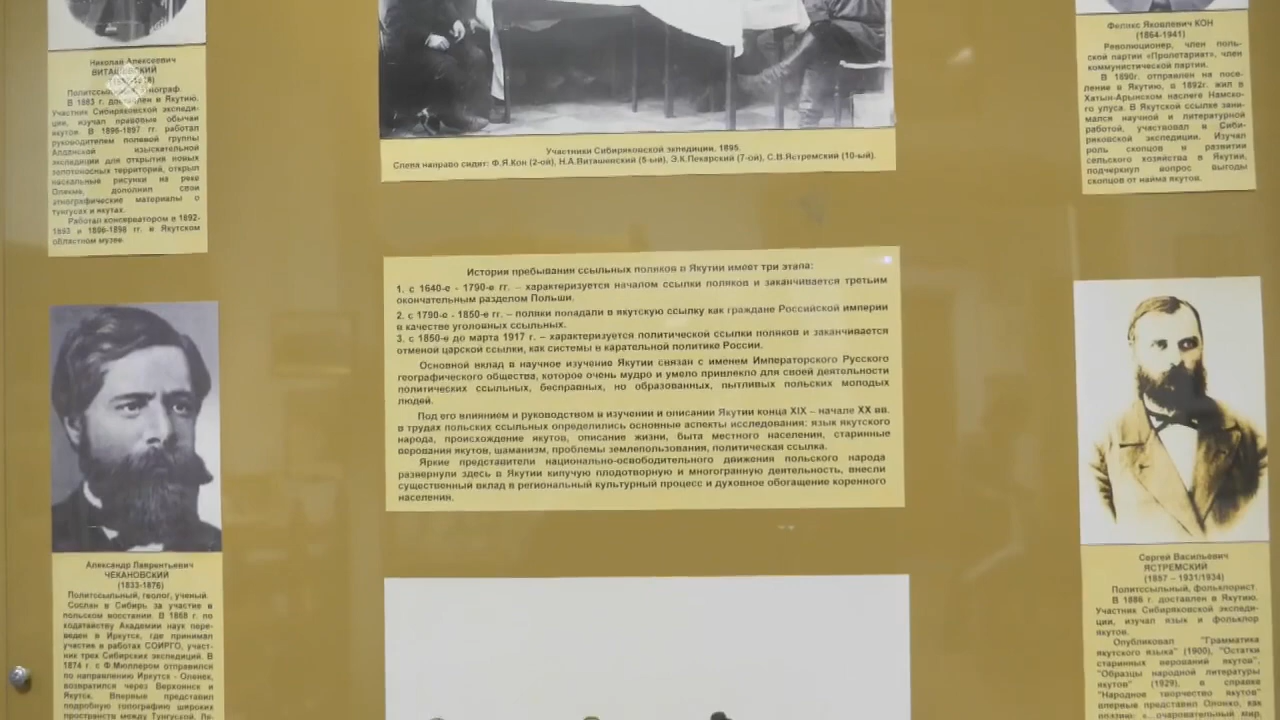 Николай Алексеевич
ВИТАШЕВСКИЙ
Политссыльный, этнограф.
В 1883 г. доставлен в Якутию.
Участник Сибиряковской экспеди-
ции, изучал правовые обычаи
якутов. В 1896-1897 гг. работал
руководителем полевой группы
Алданской изыскательной
экспедиции для открытия новых
золотоносных территорий, открыл
наскальные рисунки на реке
Олекме, дополнил свои
этнографические материалы о
тунгусах и якутах.
Работал консерватором в 1892-
1893 и 1896-1898 гг. в Якутском
областном музее.
Участники Сибиряковской экпедиции, 1895.
Слева направо сидят: Ф.Я.Кон (2-ой), Н.А.Виташевский (5-ый), Э.К.Пекарский (7-ой), С.В.Ястремский (10-ый).
Феликс Яковлевич КОН
(1864-1941)
Революционер, член поль-
ской партии «Пролетариат», член
коммунистической партии.
В 1890г. отправлен на посе-
ление в Якутию, в 1892г. жил в
Хатын-Арынском наслеге Намско-
го улуса. В Якутской ссылке зани-
мался научной и литературной
работой, участвовал в Сиби-
ряковской экспедиции. Изучал
роль скопцов в развитии
сельского хозяйства в Якутии,
подчеркнул вопрос выгоды
скопцов от найма якутов.
История пребывания ссыльных поляков в Якутии имеет три этапа:
1. с 1640-е - 1790-е гг. – характеризуется началом ссылки поляков и заканчивается третьим
окончательным разделом Польши.
2. с 1790-е - 1850-е гг. – поляки попадали в якутскую ссылку как граждане Российской империи
в качестве уголовных ссыльных.
3. с 1850-е до марта 1917 г. – характеризуется политической ссылки поляков и заканчивается
отменой царской ссылки, как системы в карательной политике России.
Основной вклад в научное изучение Якутии связан с именем Императорского Русского
географического общества, которое очень мудро и умело привлекло для своей деятельности
политических ссыльных, бесправных, но образованных, пытливых польских молодых
людей.
Под его влиянием и руководством в изучении и описании Якутии конца XIX – начале XX вв.
в трудах польских ссыльных определились основные аспекты исследования: язык якутского
народа, происхождение якутов, описание жизни, быта местного населения, старинные
верования якутов, шаманизм, проблемы землепользования, политическая ссылка.
Яркие представители национально-освободительного движения польского народа
развернули здесь в Якутии кипучую плодотворную и многогранную деятельность, внесли
существенный вклад в региональный культурный процесс и духовное обогащение коренного
населения.
Александр Лаврентьевич
ЧЕКАНОВСКИЙ
(1833-1876)
Политссыльный, геолог, ученый.
Сослан в Сибирь за участие в
польском восстании. В 1868 г. по
ходатайству Академии наук пере-
веден в Иркутск, где принимал
участие в работах СОИРГО, участ-
ник трех Сибирских экспедиций. В
1874 г. с Ф.Мюллером отправился
по направлению Иркутск - Оленек,
возвратился через Верхоянск и
Якутск. Впервые представил
подробную топографию широких
пространств между Тунгуской, Ле-
Сергей Васильевич
ЯСТРЕМСКИЙ
(1857 – 1931/1934)
Политссыльный, фольклорист.
В 1886 г. доставлен в Якутию.
Участник Сибиряковской экспеди-
ции, изучал язык и фольклор
якутов.
Опубликовал "Грамматика
якутского языка" (1900), "Остатки
старинных верований якутов",
"Образцы народной литературы
якутов" (1929), в справке
"Народное творчество якутов"
впервые представил Олонхо, как
«очаровательный мир,